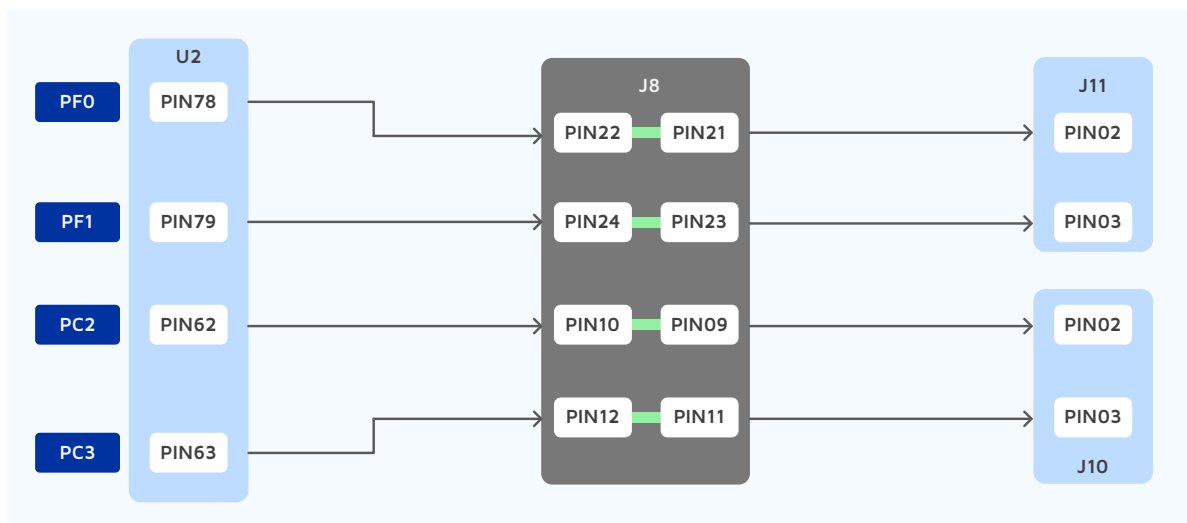 U2
J8
J11
PF0
PIN78
PIN22
PIN21
PIN02
PF1
PIN79
PIN24
PIN23
PIN03
PC2
PIN62
PIN10
PIN09
PIN02
PC3
PIN63
PIN12
PIN11
PIN03
J10